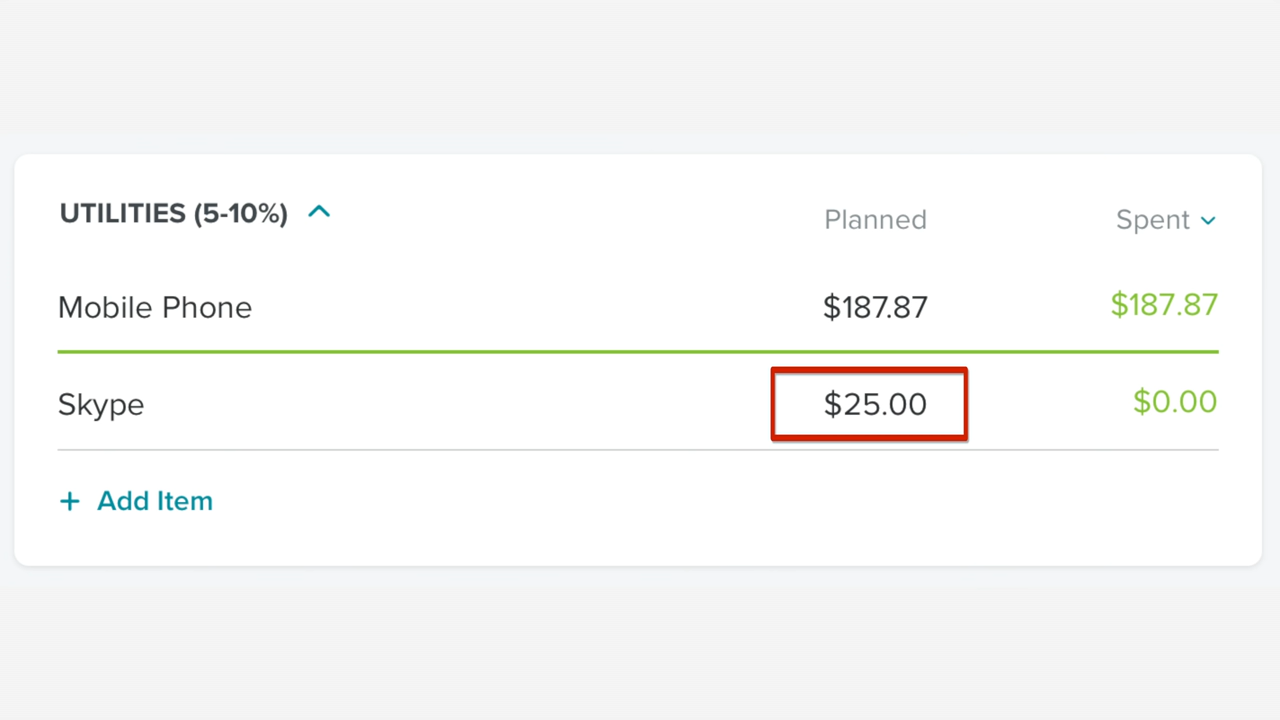 UTILITIES (5-10%) Planned Spent
Mobile Phone $187.87 $187.87
Skype $25.00 $0.00
+ Add Item